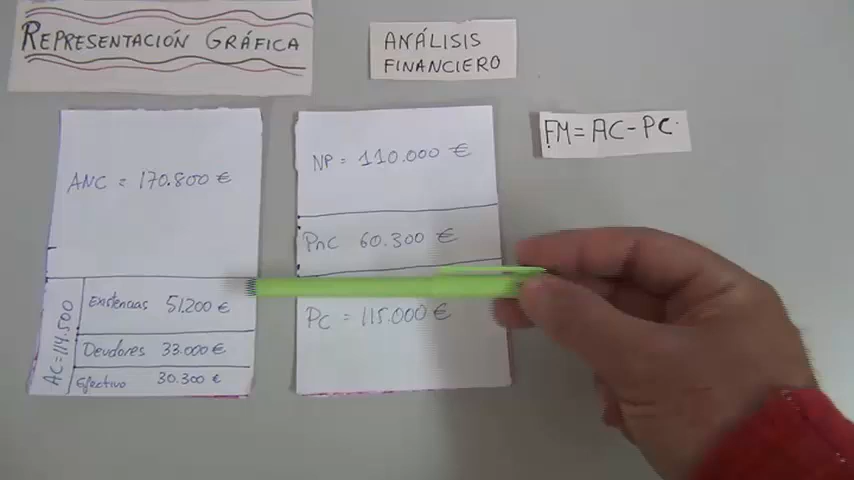 REPRESENTACIÓN GRÁFICA
ANÁLISIS
FINANCIERO
FM = AC - PC
ANC = 170.800 €
AC = 114.500
Existencias 51.200 €
Deudores 33.000 €
Efectivo 30.300 €
NP = 110.000 €
PnC 60.300 €
PC = 115.000 €